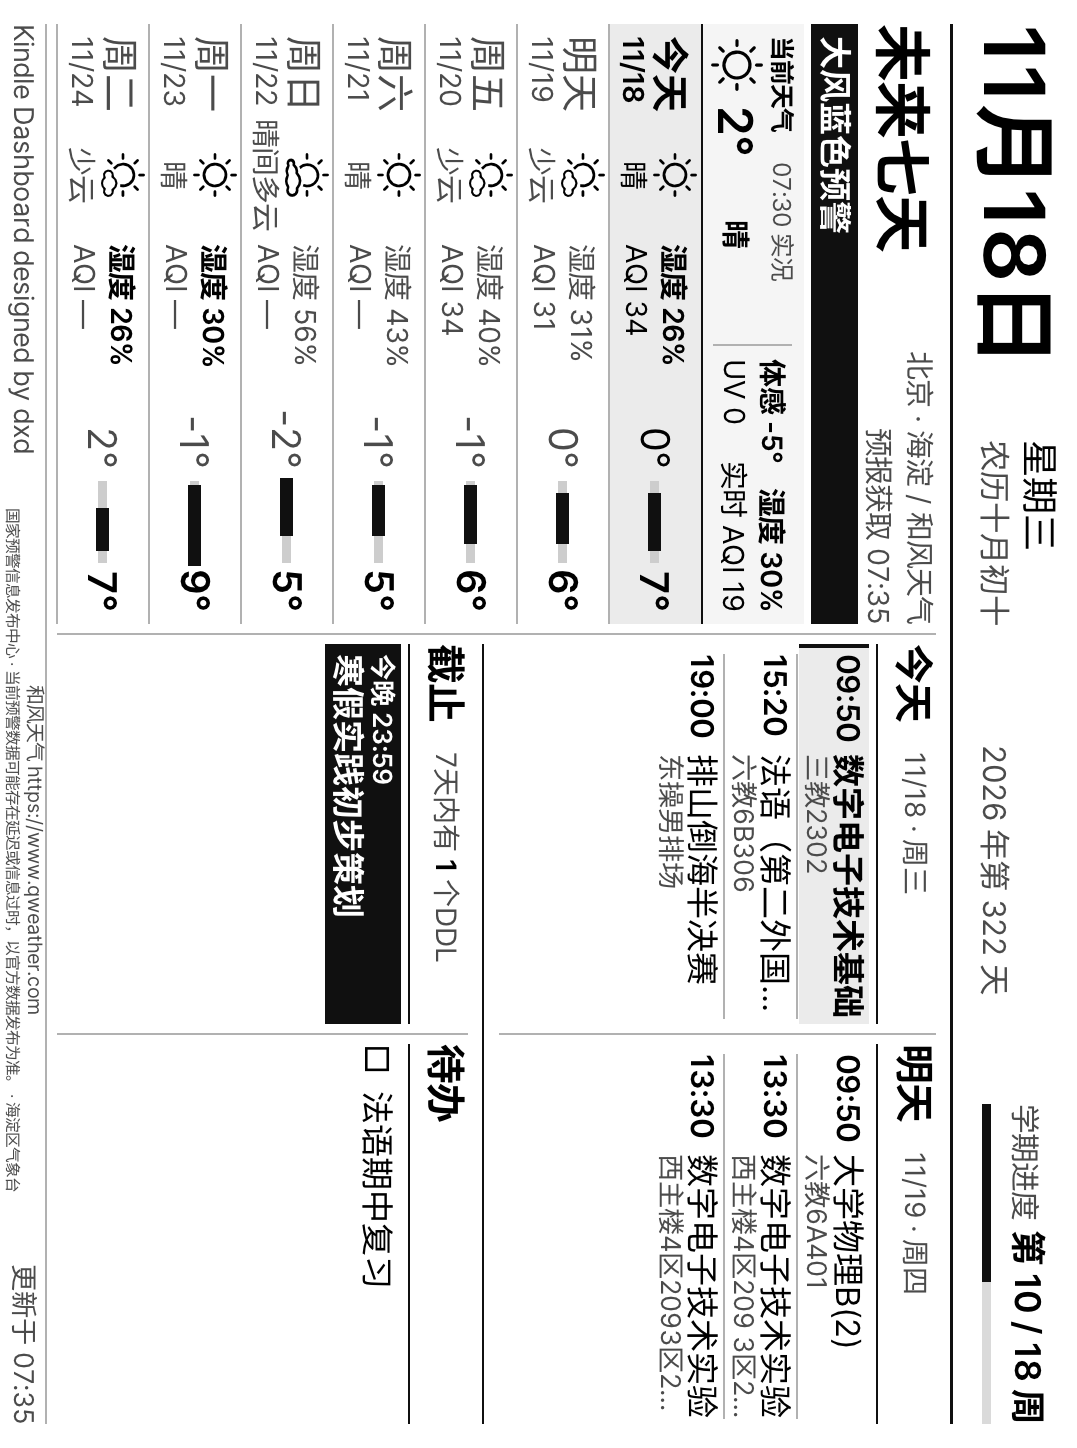 11月18日
星期三
农历十月初十
2026 年第 322 天
学期进度 第 10 / 18 周
未来七天
北京 · 海淀 / 和风天气
预报获取 07:35
大风蓝色预警
当前天气 07:30 实况
2° 晴
体感 -5° 湿度 30%
UV 0 实时 AQI 19
今天 湿度 26% 0° 7°
11/18 晴 AQI 34
明天 湿度 31% 0° 6°
11/19 少云 AQI 31
周五 湿度 40% -1° 6°
11/20 少云 AQI 34
周六 湿度 43% -1° 5°
11/21 晴 AQI —
周日 湿度 56% -2° 5°
11/22 晴间多云 AQI —
周一 湿度 30% -1° 9°
11/23 晴 AQI —
周二 湿度 26% 2° 7°
11/24 少云 AQI —
今天 11/18 · 周三
09:50 数字电子技术基础
三教2302
15:20 法语（第二外国...
六教6B306
19:00 排山倒海半决赛
东操男排场
明天 11/19 · 周四
09:50 大学物理B(2)
六教6A401
13:30 数字电子技术实验
西主楼4区209 3区2...
13:30 数字电子技术实验
西主楼4区2093区2...
截止 7天内有 1 个DDL
今晚 23:59
寒假实践初步策划
待办
法语期中复习
Kindle Dashboard designed by dxd
和风天气 https://www.qweather.com
国家预警信息发布中心 · 当前预警数据可能存在延迟或信息过时，以官方数据发布为准。 · 海淀区气象台
更新于 07:35